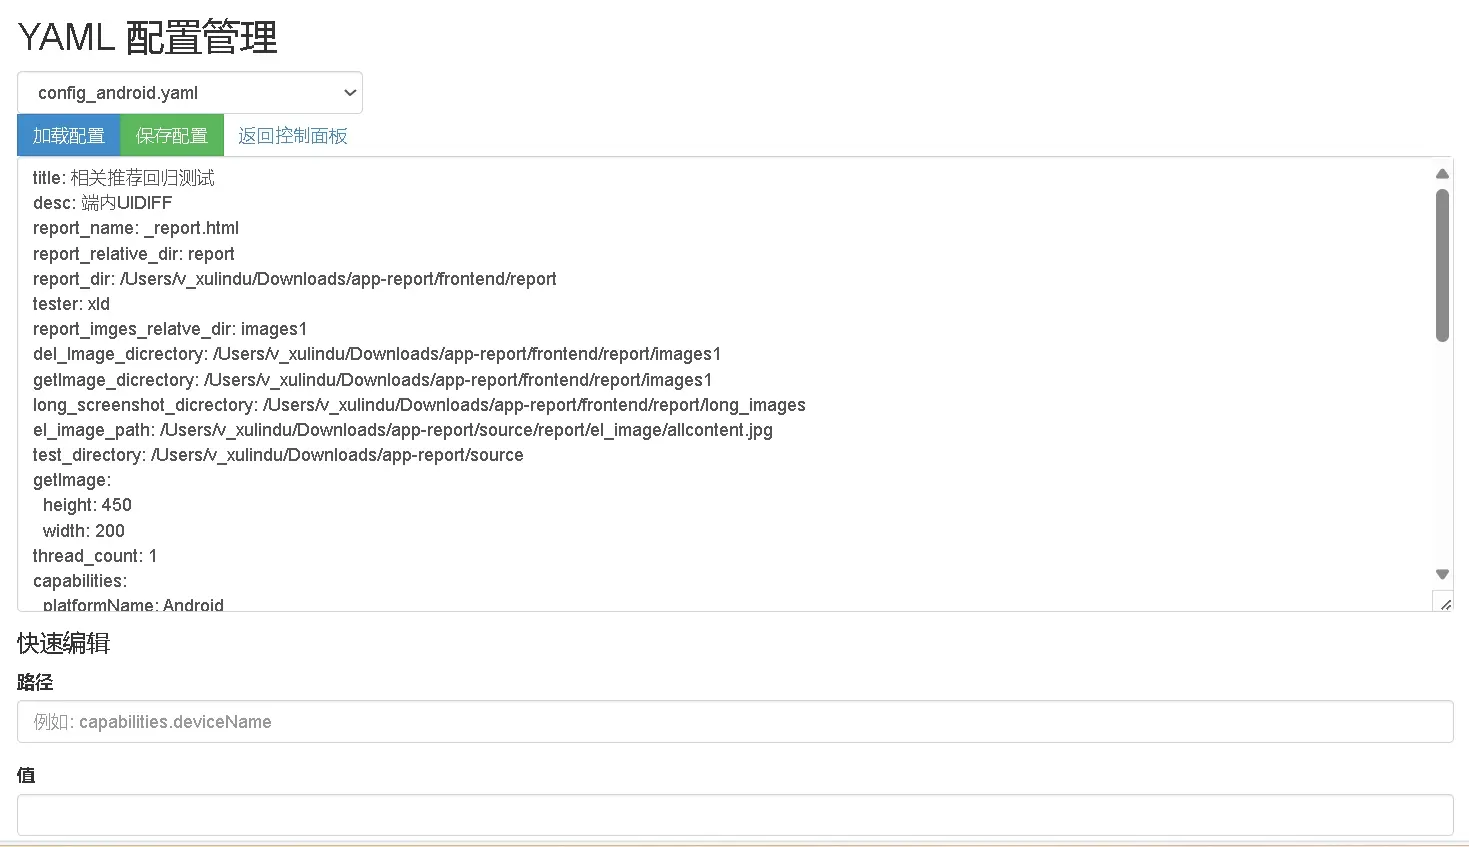 YAML 配置管理
config_android.yaml
加载配置 保存配置 返回控制面板
title: 相关推荐回归测试
desc: 端内UIDIFF
report_name: _report.html
report_relative_dir: report
report_dir: /Users/v_xulindu/Downloads/app-report/frontend/report
tester: xld
report_imges_relatve_dir: images1
del_Image_dicrectory: /Users/v_xulindu/Downloads/app-report/frontend/report/images1
getImage_dicrectory: /Users/v_xulindu/Downloads/app-report/frontend/report/images1
long_screenshot_dicrectory: /Users/v_xulindu/Downloads/app-report/frontend/report/long_images
el_image_path: /Users/v_xulindu/Downloads/app-report/source/report/el_image/allcontent.jpg
test_directory: /Users/v_xulindu/Downloads/app-report/source
getImage:
height: 450
width: 200
thread_count: 1
capabilities:
platformName: Android
快速编辑
路径
例如: capabilities.deviceName
值